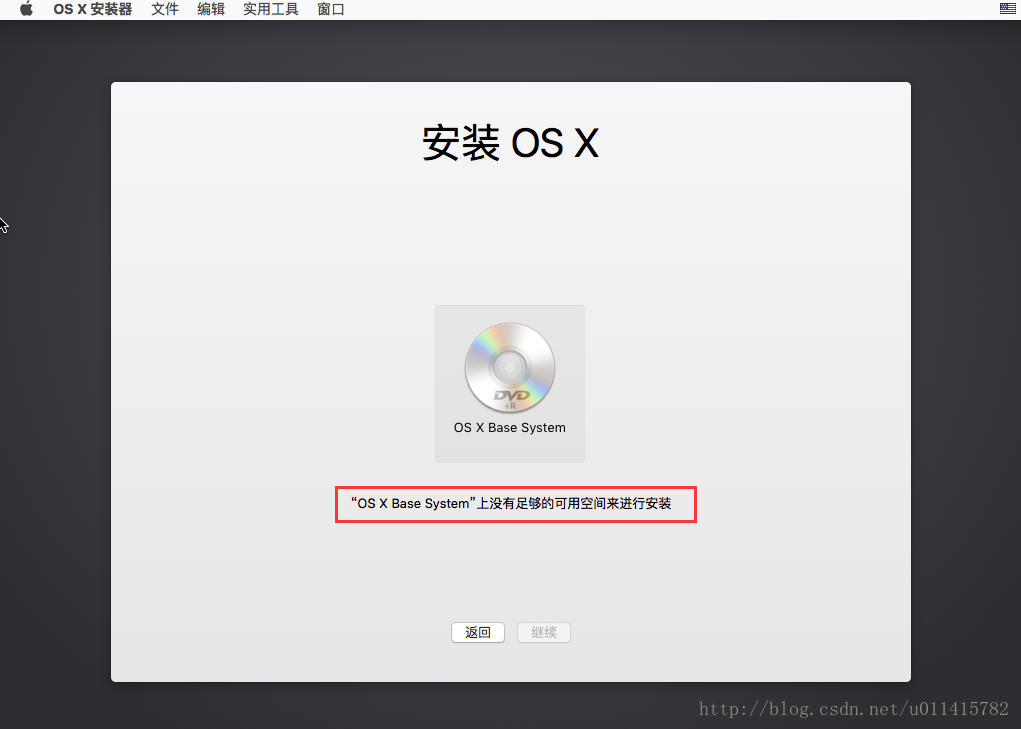 OS X 安装器 文件 编辑 实用工具 窗口
安装 OS X
DVD
+R
OS X Base System
“OS X Base System”上没有足够的可用空间来进行安装
返回 继续
http://blog.csdn.net/u011415782